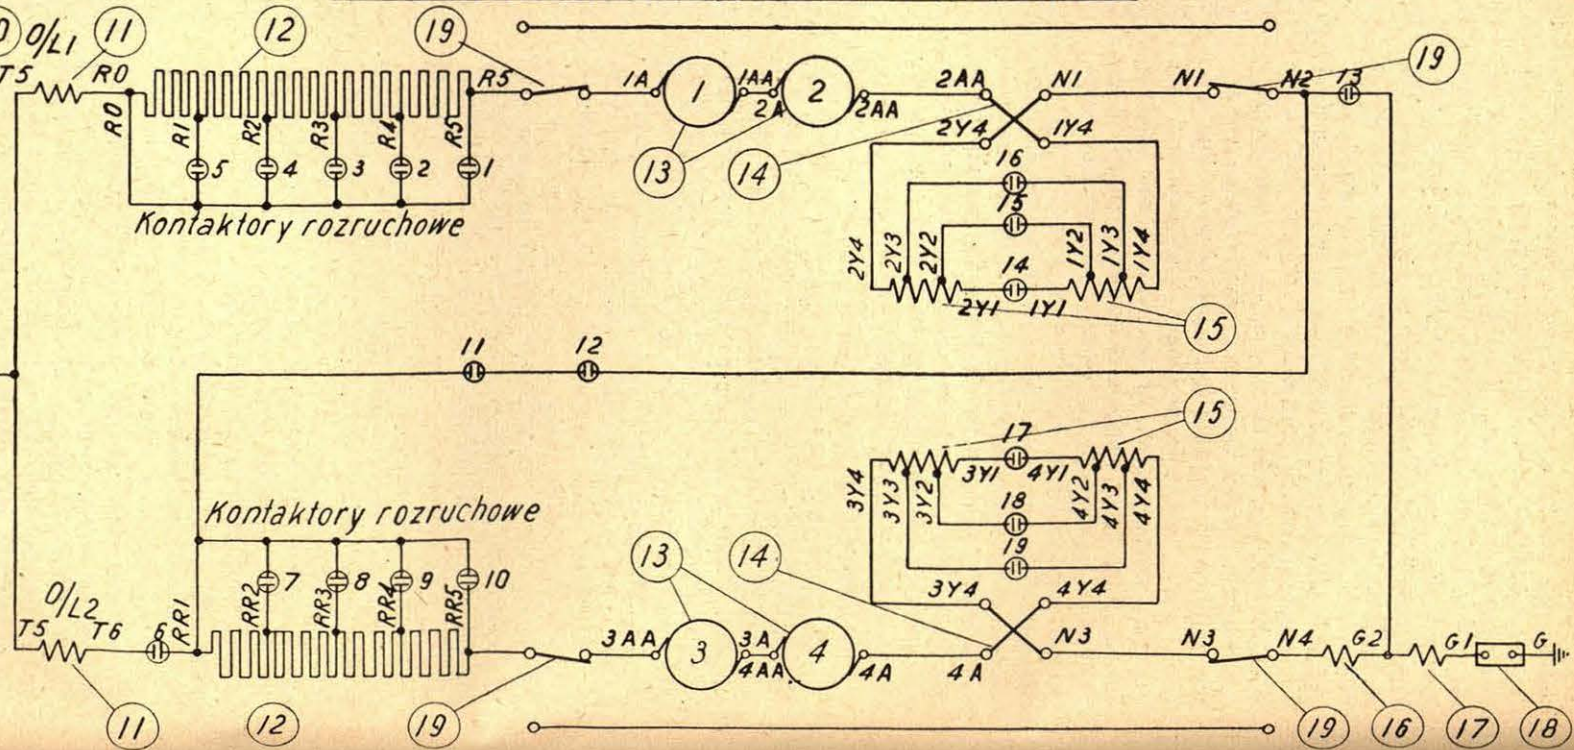 O/L1
11
12
19
19
T5
R0
R5
1A
1
1AA
2A
2
2AA
2AA
N1
N1
N2
13
R0
R1
R2
R3
R4
R5
5
4
3
2
1
Kontaktory rozruchowe
13
14
2Y4
1Y4
16
15
14
2Y4
2Y3
2Y2
1Y2
1Y3
1Y4
2Y1
1Y1
15
11
12
15
17
3Y1
4Y1
3Y4
3Y3
3Y2
4Y2
4Y3
4Y4
18
19
3Y4
4Y4
Kontaktory rozruchowe
13
14
7
8
9
10
RR1
RR2
RR3
RR4
RR5
O/L2
T5
T6
6
3AA
3
3A
4AA
4
4A
4A
N3
N3
N4
G2
G1
G
11
12
19
19
16
17
18